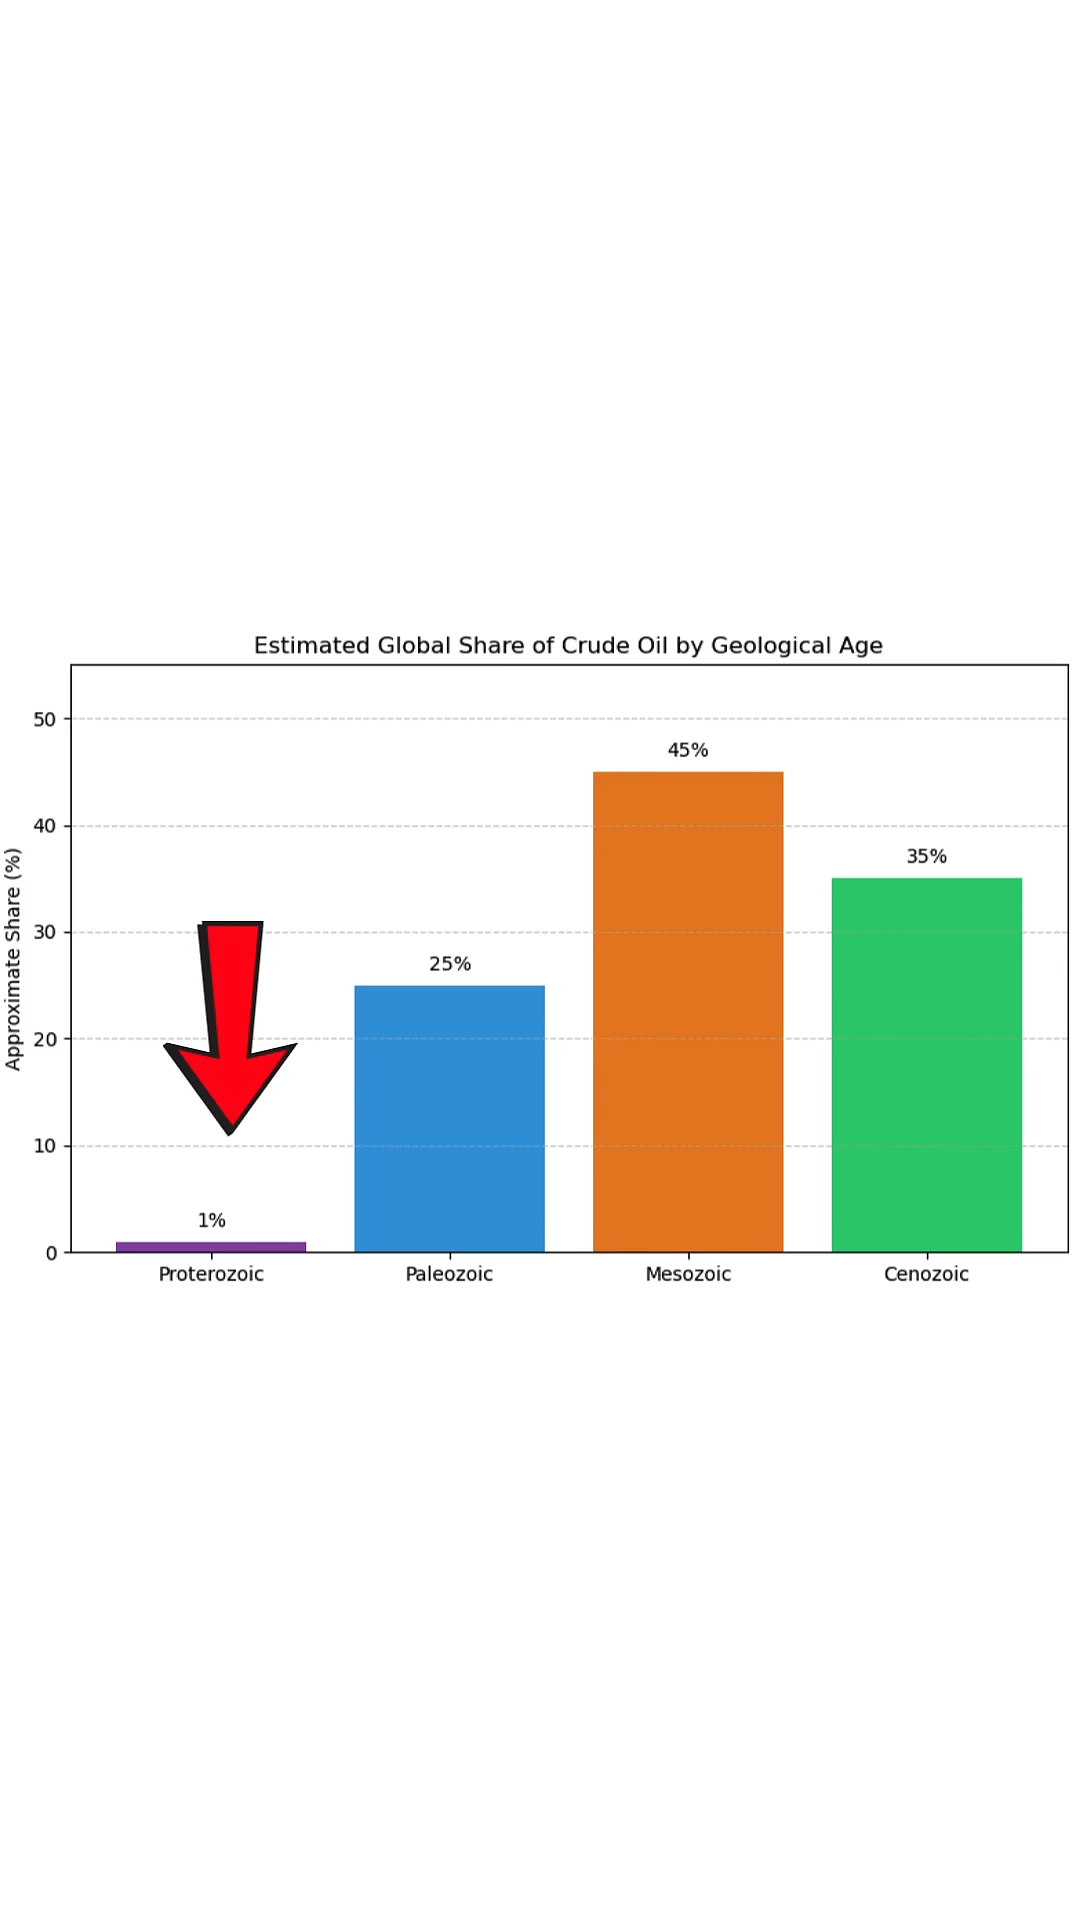 Estimated Global Share of Crude Oil by Geological Age
Approximate Share (%)
50
40
30
20
10
0
1%
25%
45%
35%
Proterozoic
Paleozoic
Mesozoic
Cenozoic